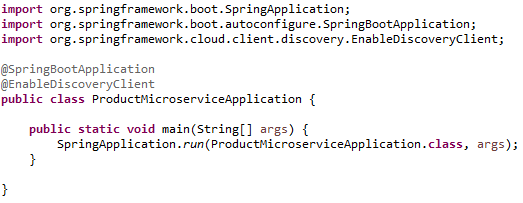 import org.springframework.boot.SpringApplication;
import org.springframework.boot.autoconfigure.SpringBootApplication;
import org.springframework.cloud.client.discovery.EnableDiscoveryClient;

@SpringBootApplication
@EnableDiscoveryClient
public class ProductMicroserviceApplication {

    public static void main(String[] args) {
        SpringApplication.run(ProductMicroserviceApplication.class, args);
    }

}